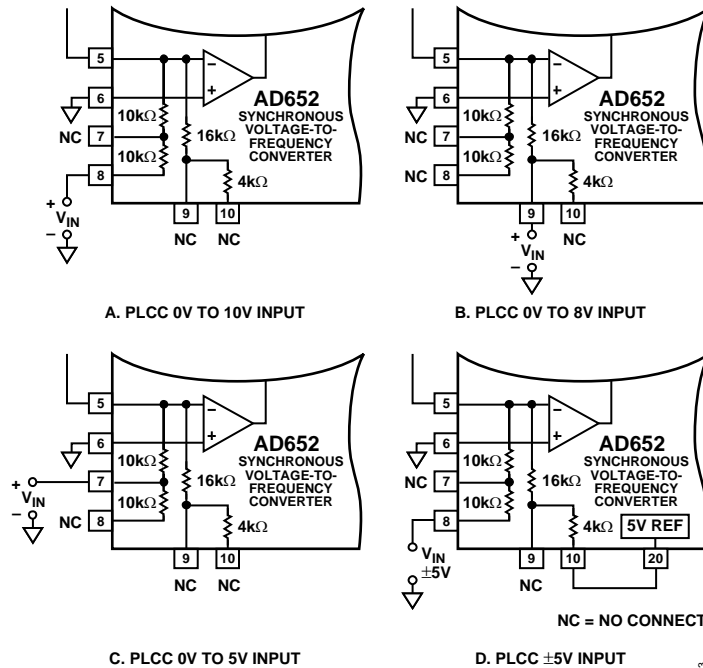 5
6
NC 7
8
10kΩ
10kΩ
16kΩ
4kΩ
AD652
SYNCHRONOUS
VOLTAGE-TO-
FREQUENCY
CONVERTER
−
+
+
VIN
−
9
10
NC
NC
A. PLCC 0V TO 10V INPUT
5
6
NC 7
NC 8
10kΩ
10kΩ
16kΩ
4kΩ
AD652
SYNCHRONOUS
VOLTAGE-TO-
FREQUENCY
CONVERTER
−
+
9
10
+
VIN
−
NC
B. PLCC 0V TO 8V INPUT
5
6
7
NC 8
+
VIN
−
10kΩ
10kΩ
16kΩ
4kΩ
AD652
SYNCHRONOUS
VOLTAGE-TO-
FREQUENCY
CONVERTER
−
+
9
10
NC
NC
C. PLCC 0V TO 5V INPUT
5
6
NC 7
8
10kΩ
10kΩ
16kΩ
4kΩ
AD652
SYNCHRONOUS
VOLTAGE-TO-
FREQUENCY
CONVERTER
−
+
5V REF
VIN
±5V
9
10
20
NC
NC = NO CONNECT
D. PLCC ±5V INPUT